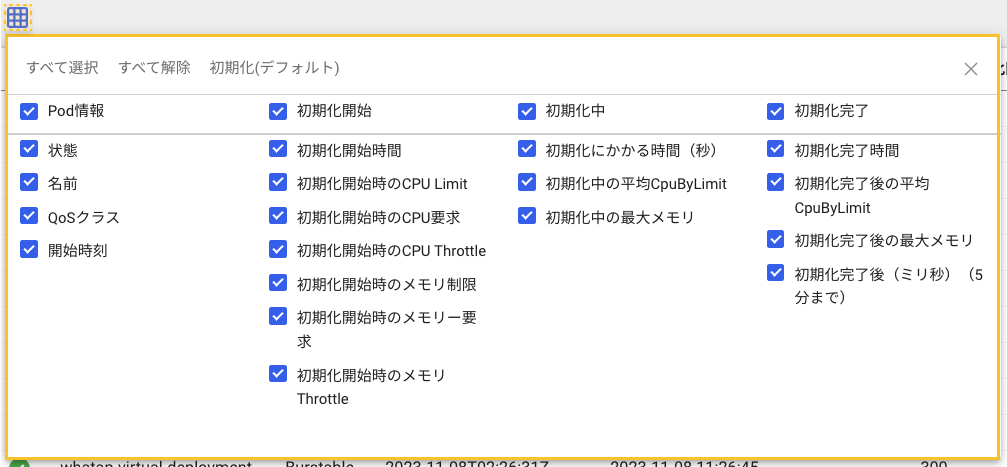 すべて選択 すべて解除 初期化(デフォルト)
Pod情報
状態
名前
QoSクラス
開始時刻
初期化開始
初期化開始時間
初期化開始時のCPU Limit
初期化開始時のCPU要求
初期化開始時のCPU Throttle
初期化開始時のメモリ制限
初期化開始時のメモリー要
求
初期化開始時のメモリ
Throttle
初期化中
初期化にかかる時間（秒）
初期化中の平均CpuByLimit
初期化中の最大メモリ
初期化完了
初期化完了時間
初期化完了後の平均
CpuByLimit
初期化完了後の最大メモリ
初期化完了後（ミリ秒）（5
分まで）
whatap-virtual-deployment Burstable 2023-11-08T02:26:31Z 2023-11-08 11:26:45 300